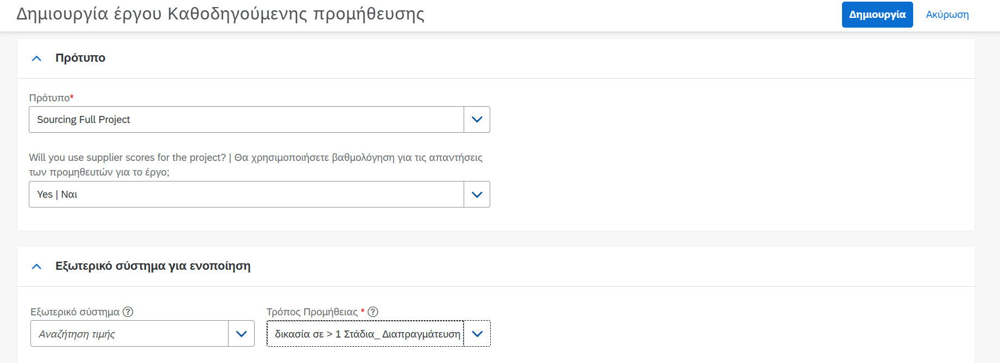 Δημιουργία έργου Καθοδηγούμενης προμήθευσης
Δημιουργία
Ακύρωση
Πρότυπο
Πρότυπο*
Sourcing Full Project
Will you use supplier scores for the project? | Θα χρησιμοποιήσετε βαθμολόγηση για τις απαντήσεις
των προμηθευτών για το έργο;
Yes | Ναι
Εξωτερικό σύστημα για ενοποίηση
Εξωτερικό σύστημα ?
Τρόπος Προμήθειας * ?
Αναζήτηση τιμής
δικασία σε > 1 Στάδια_ Διαπραγμάτευση